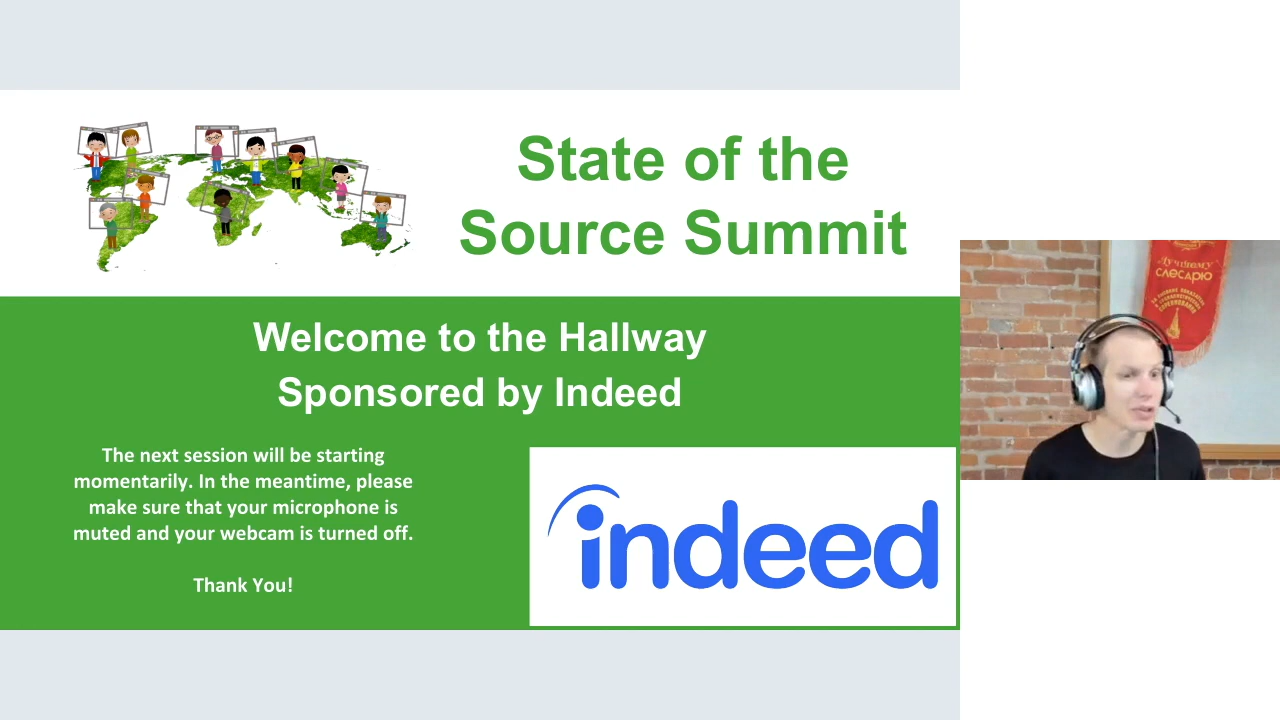 State of the
Source Summit
Welcome to the Hallway
Sponsored by Indeed
The next session will be starting
momentarily. In the meantime, please
make sure that your microphone is
muted and your webcam is turned off.
Thank You!
indeed
Лучшему
СЛЕСАРЮ